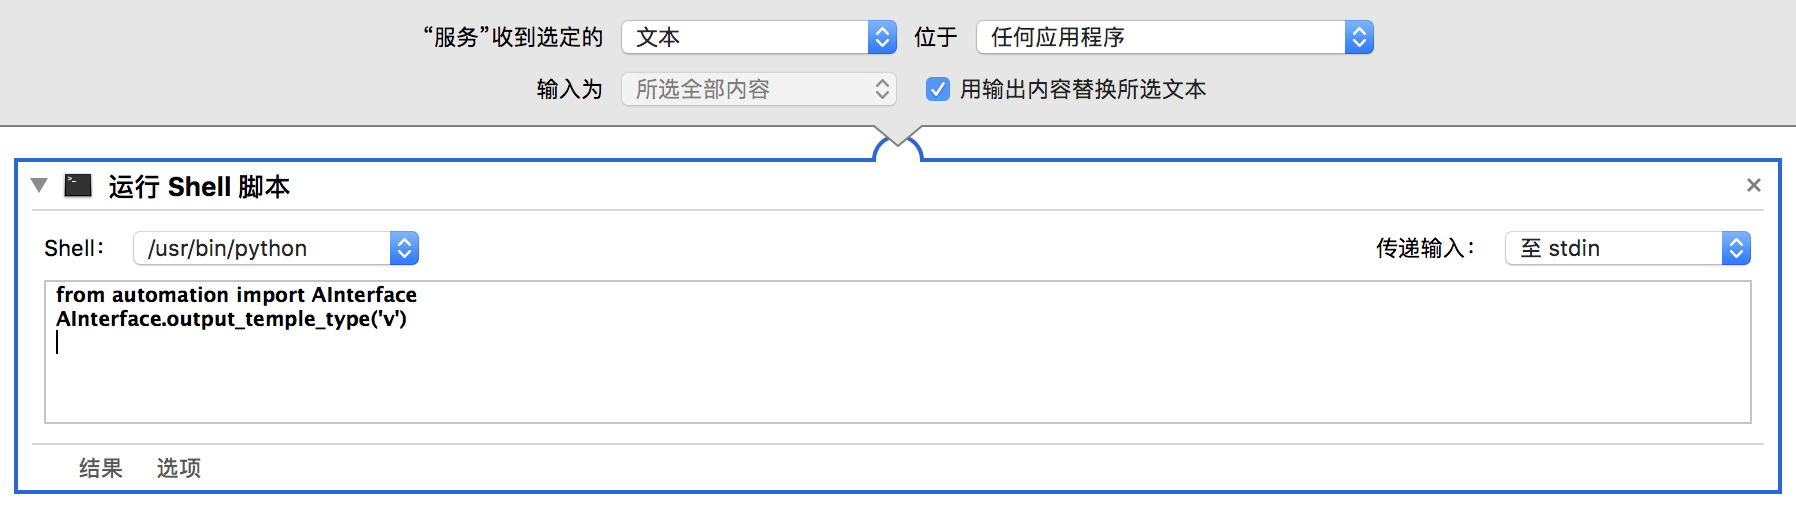 “服务”收到选定的 文本 位于 任何应用程序
输入为 所选全部内容 用输出内容替换所选文本
运行 Shell 脚本
Shell： /usr/bin/python 传递输入： 至 stdin
from automation import AInterface
AInterface.output_temple_type('v')
结果 选项